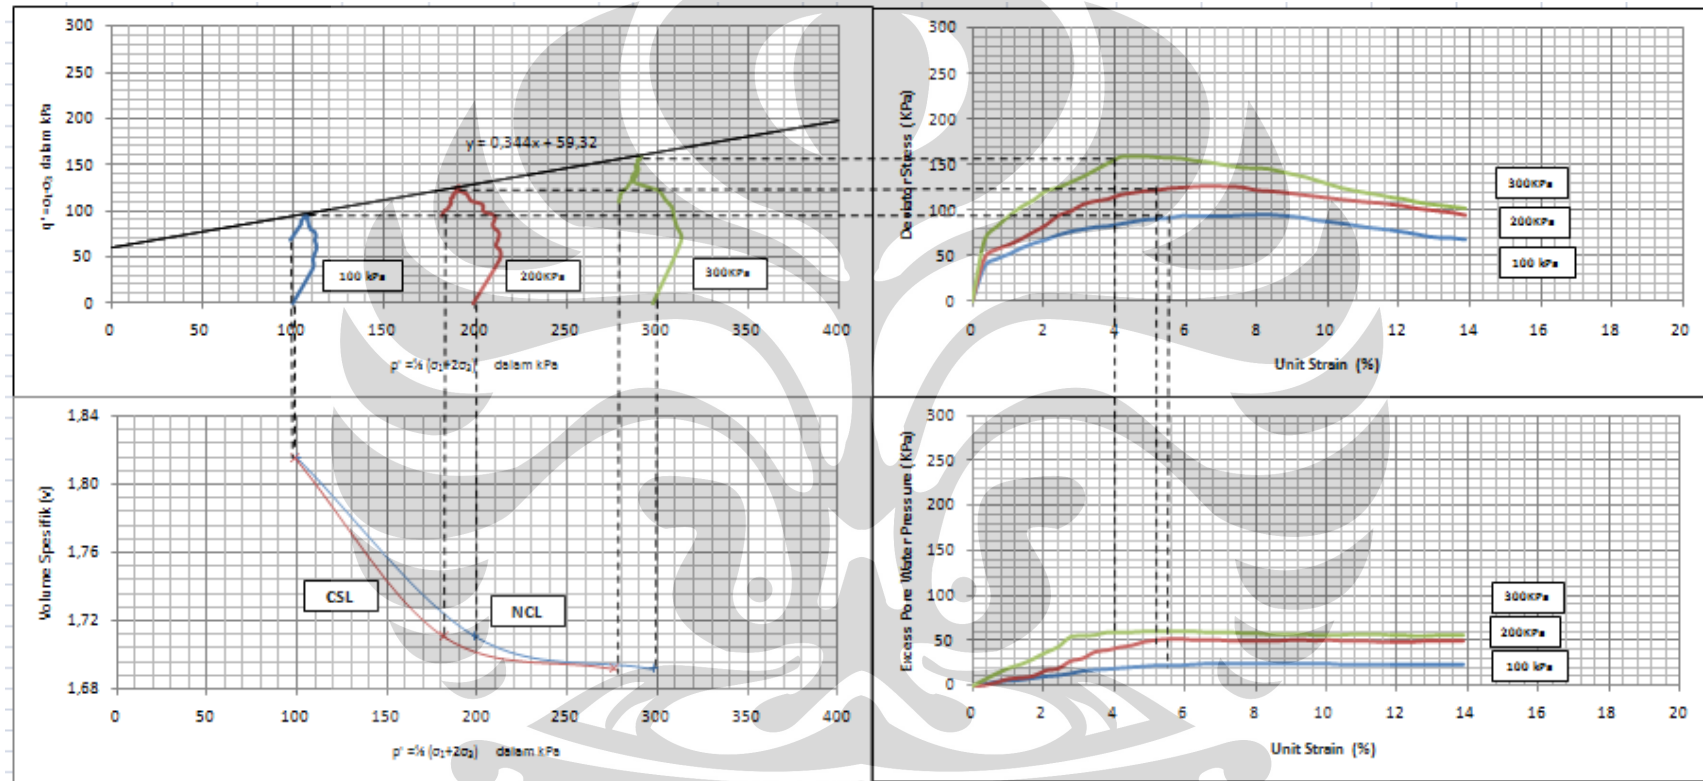 300
250
200
150
100
50
0
q' =σ₁-σ₃ dalam kPa
y = 0,344x + 59,32
100 kPa
200KPa
300KPa
0 50 100 150 200 250 300 350 400
p' =⅓ (σ₁+2σ₃) dalam kPa
300
250
200
150
100
50
0
Deviator Stress (KPa)
300KPa
200KPa
100 kPa
0 2 4 6 8 10 12 14 16 18 20
Unit Strain (%)
1,84
1,80
1,76
1,72
1,68
Volume Spesifik (v)
CSL
NCL
0 50 100 150 200 250 300 350 400
p' =⅓ (σ₁+2σ₃) dalam kPa
300
250
200
150
100
50
0
Excess Pore Water Pressure (KPa)
300KPa
200KPa
100 kPa
0 2 4 6 8 10 12 14 16 18 20
Unit Strain (%)